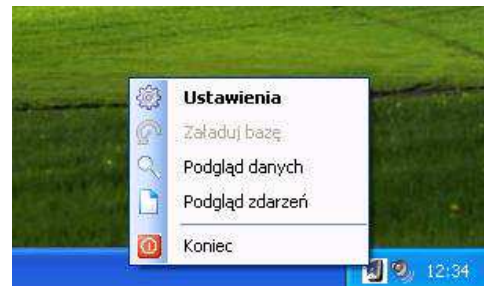 Ustawienia
Załaduj bazę
Podgląd danych
Podgląd zdarzeń
Koniec
12:34